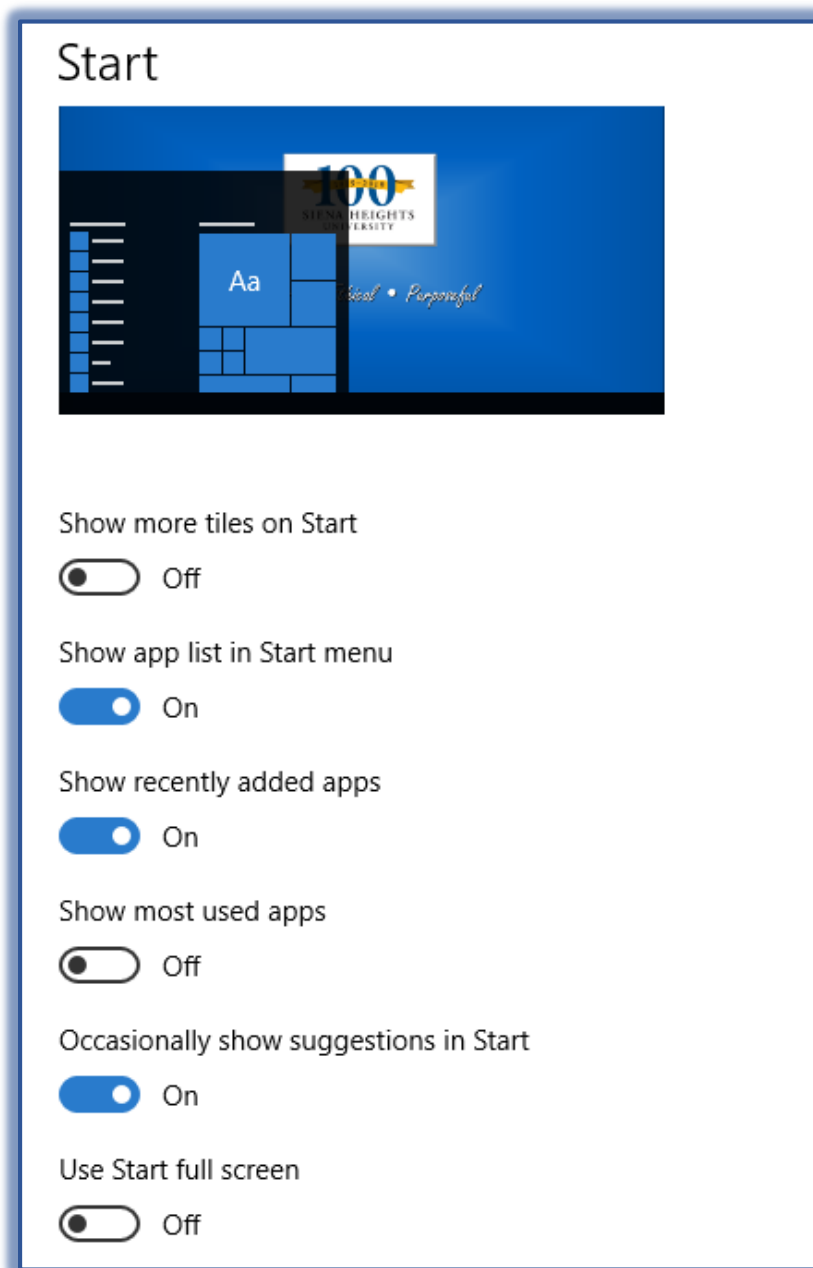 Start
100
SIENA HEIGHTS
UNIVERSITY
Aa
• Purposeful
Show more tiles on Start
Off
Show app list in Start menu
On
Show recently added apps
On
Show most used apps
Off
Occasionally show suggestions in Start
On
Use Start full screen
Off